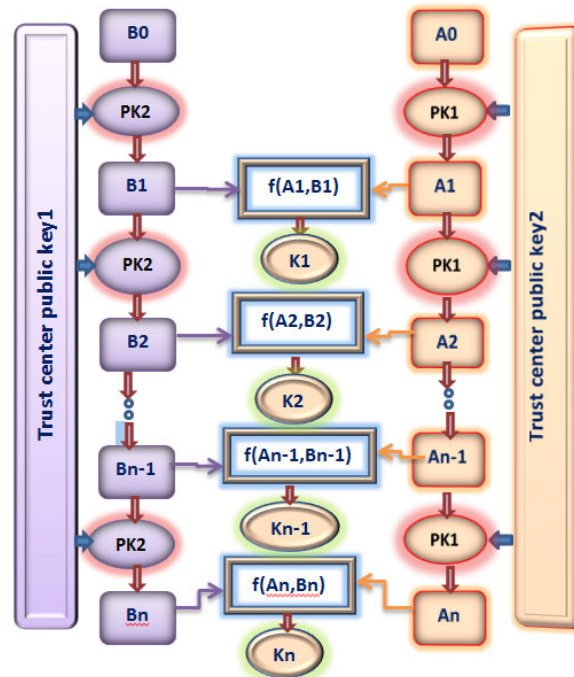 Trust center public key1
B0
A0
PK2
PK1
B1
f(A1,B1)
A1
K1
PK2
PK1
B2
f(A2,B2)
A2
K2
Bn-1
f(An-1,Bn-1)
An-1
Kn-1
PK2
PK1
Bn
f(An,Bn)
An
Kn
Trust center public key2